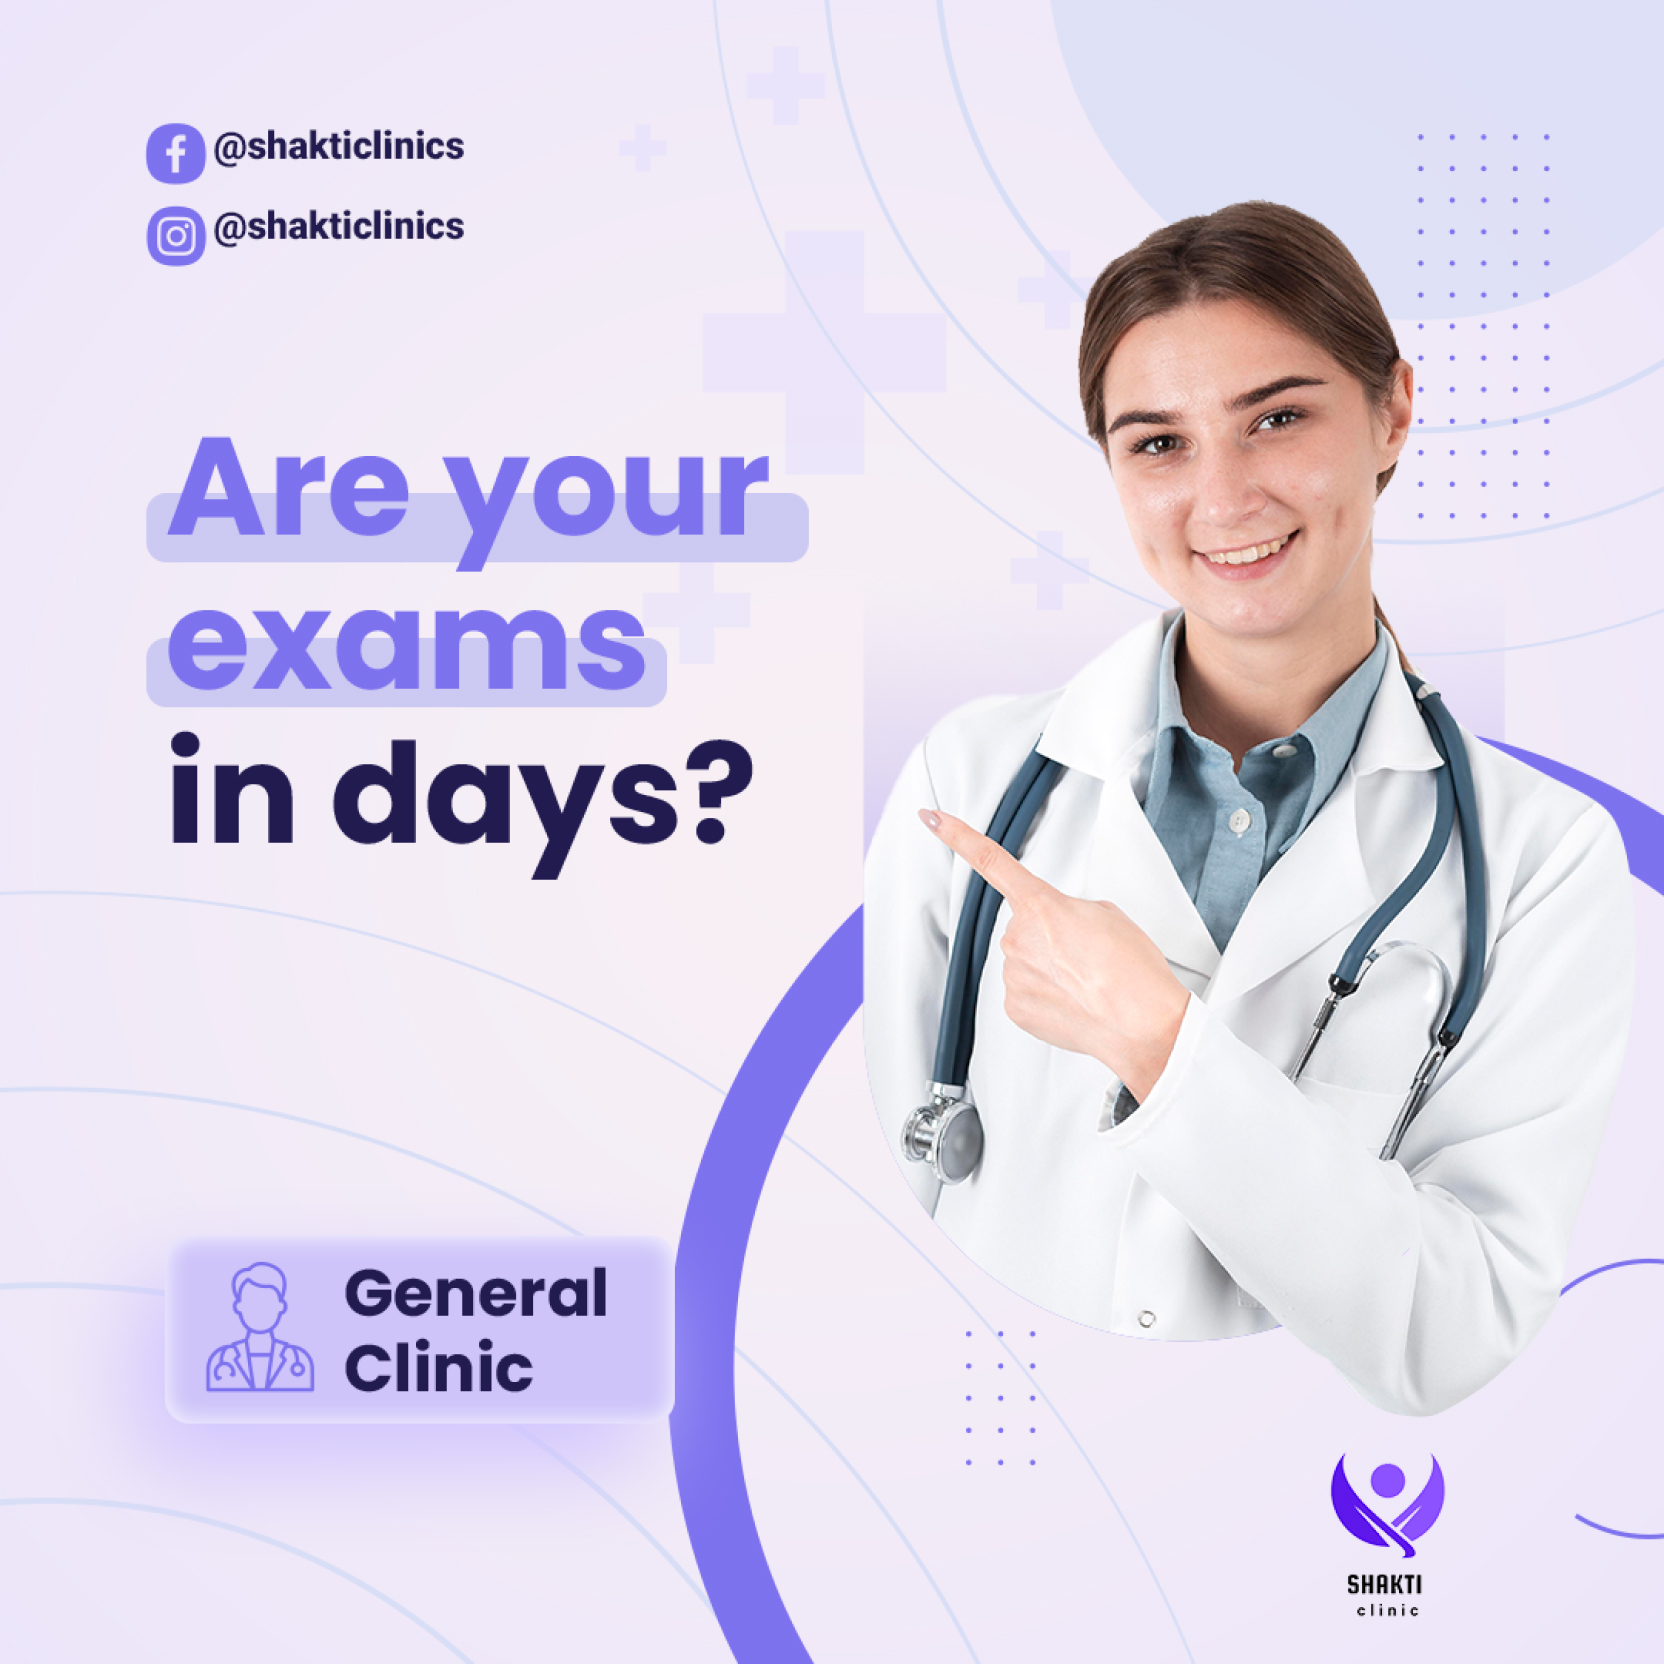 @shakticlinics
@shakticlinics
Are your
exams
in days?
General
Clinic
SHAKTI
clinic